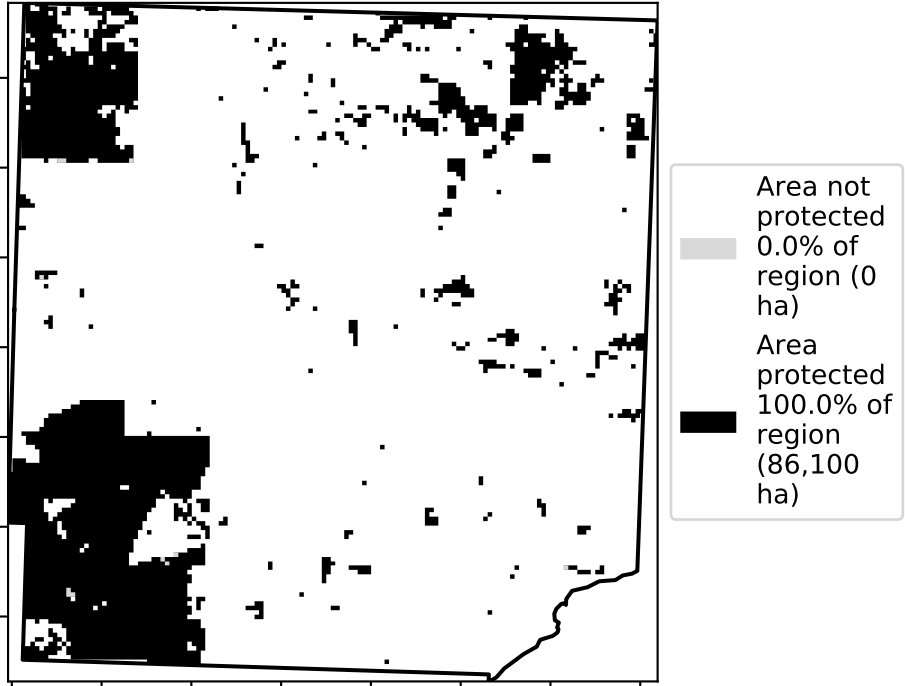 Area not
protected
0.0% of
region (0
ha)
Area
protected
100.0% of
region
(86,100
ha)